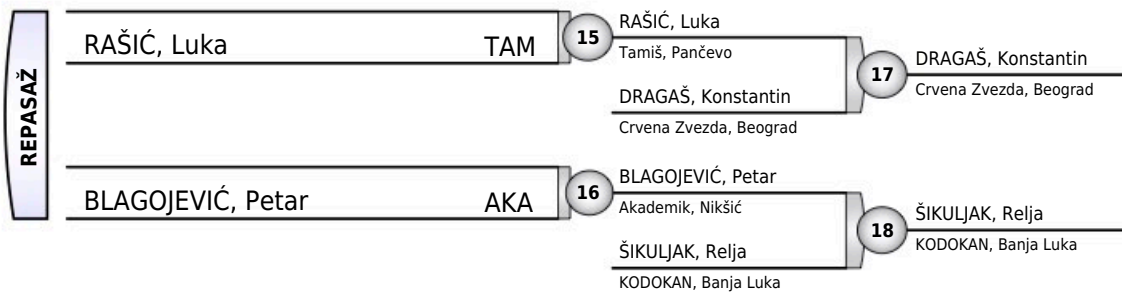 REPASAŽ
RAŠIĆ, Luka TAM
15
RAŠIĆ, Luka
Tamiš, Pančevo
DRAGAŠ, Konstantin
Crvena Zvezda, Beograd
17
DRAGAŠ, Konstantin
Crvena Zvezda, Beograd
BLAGOJEVIĆ, Petar AKA
16
BLAGOJEVIĆ, Petar
Akademik, Nikšić
ŠIKULJAK, Relja
KODOKAN, Banja Luka
18
ŠIKULJAK, Relja
KODOKAN, Banja Luka